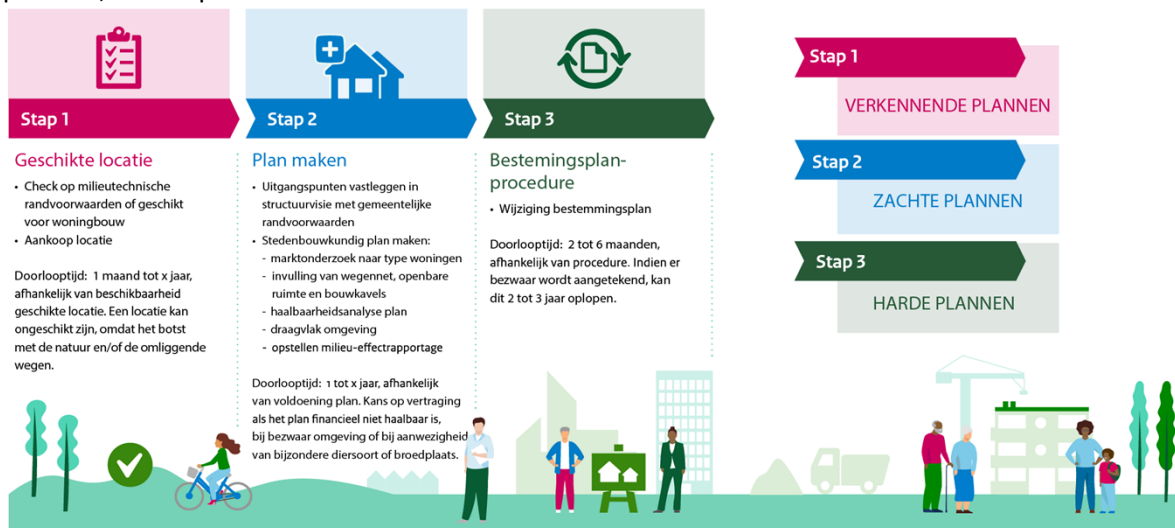 Stap 1
Geschikte locatie
• Check op milieutechnische
randvoorwaarden of geschikt
voor woningbouw
• Aankoop locatie
Doorlooptijd: 1 maand tot x jaar,
afhankelijk van beschikbaarheid
geschikte locatie. Een locatie kan
ongeschikt zijn, omdat het botst
met de natuur en/of de omliggende
wegen.
Stap 2
Plan maken
• Uitgangspunten vastleggen in
structuurvisie met gemeentelijke
randvoorwaarden
• Stedenbouwkundig plan maken:
- marktonderzoek naar type woningen
- invulling van wegennet, openbare
ruimte en bouwkavels
- haalbaarheidsanalyse plan
- draagvlak omgeving
- opstellen milieu-effectrapportage
Doorlooptijd: 1 tot x jaar, afhankelijk
van voldoening plan. Kans op vertraging
als het plan financieel niet haalbaar is,
bij bezwaar omgeving of bij aanwezigheid
van bijzondere diersoort of broedplaats.
Stap 3
Bestemingsplan-
procedure
• Wijziging bestemmingsplan
Doorlooptijd: 2 tot 6 maanden,
afhankelijk van procedure. Indien er
bezwaar wordt aangetekend, kan
dit 2 tot 3 jaar oplopen.
Stap 1
VERKENNENDE PLANNEN
Stap 2
ZACHTE PLANNEN
Stap 3
HARDE PLANNEN